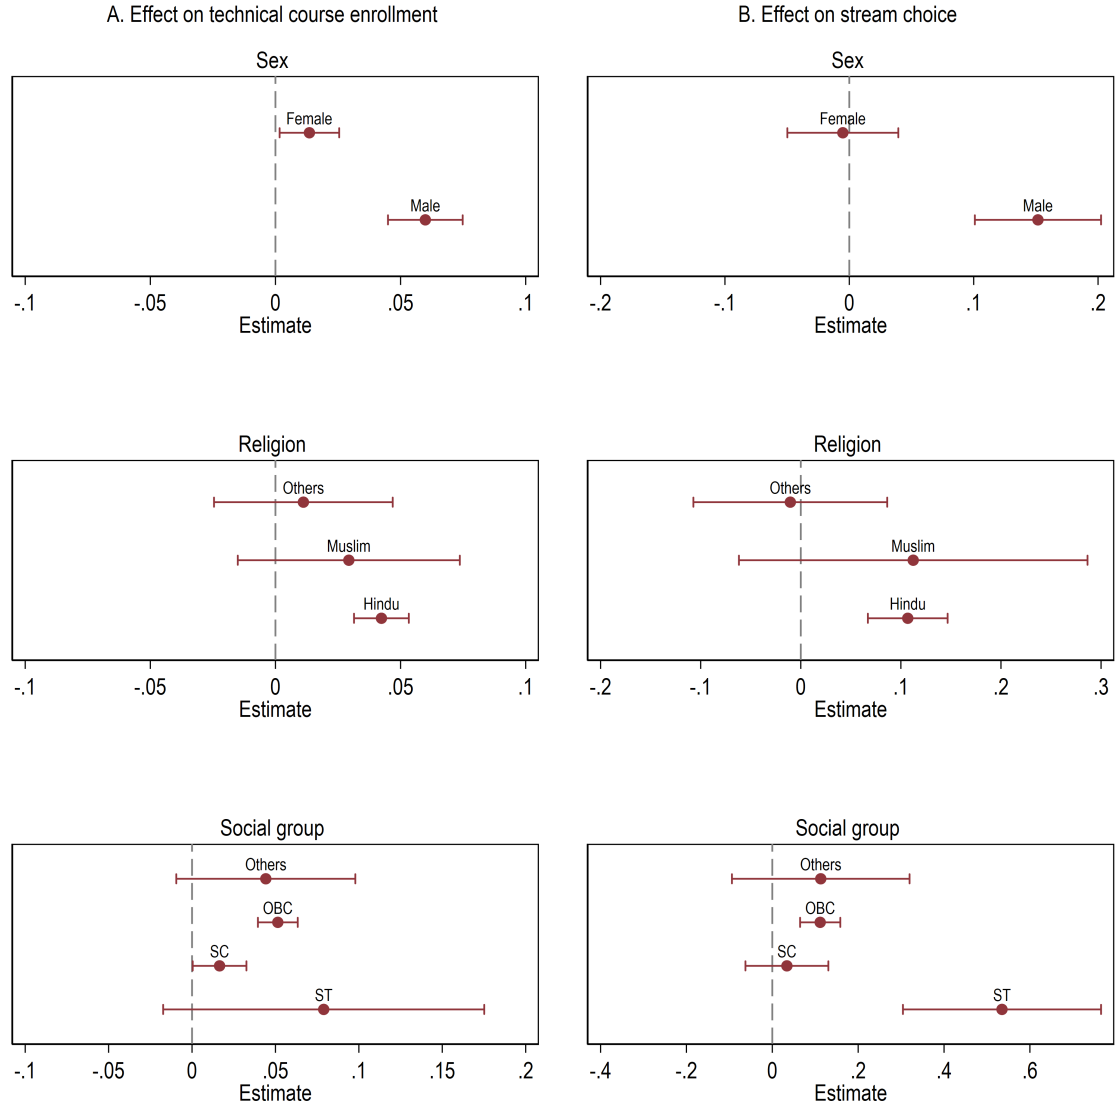 A. Effect on technical course enrollment
Sex
Female
Male
-.1 -.05 0 .05 .1
Estimate
Religion
Others
Muslim
Hindu
-.1 -.05 0 .05 .1
Estimate
Social group
Others
OBC
SC
ST
-.1 -.05 0 .05 .1 .15 .2
Estimate
B. Effect on stream choice
Sex
Female
Male
-.2 -.1 0 .1 .2
Estimate
Religion
Others
Muslim
Hindu
-.2 -.1 0 .1 .2 .3
Estimate
Social group
Others
OBC
SC
ST
-.4 -.2 0 .2 .4 .6
Estimate